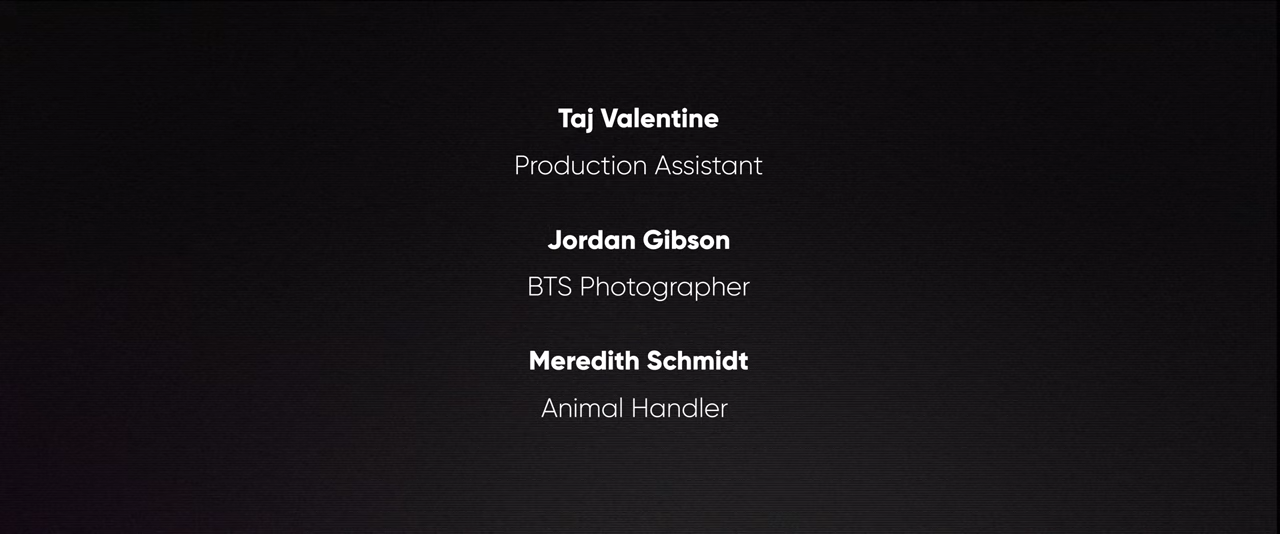 Taj Valentine
Production Assistant
Jordan Gibson
BTS Photographer
Meredith Schmidt
Animal Handler